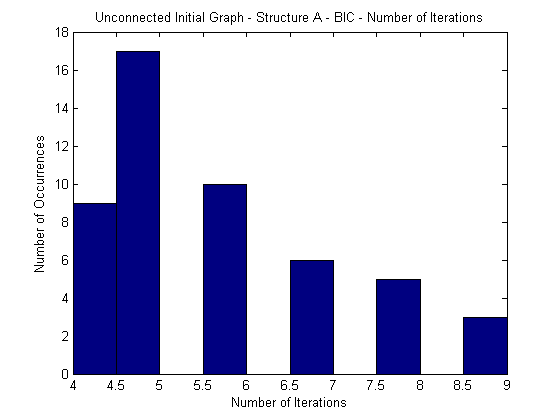 Unconnected Initial Graph - Structure A - BIC - Number of Iterations
18
16
14
12
10
8
6
4
2
0
Number of Occurrences
4 4.5 5 5.5 6 6.5 7 7.5 8 8.5 9
Number of Iterations